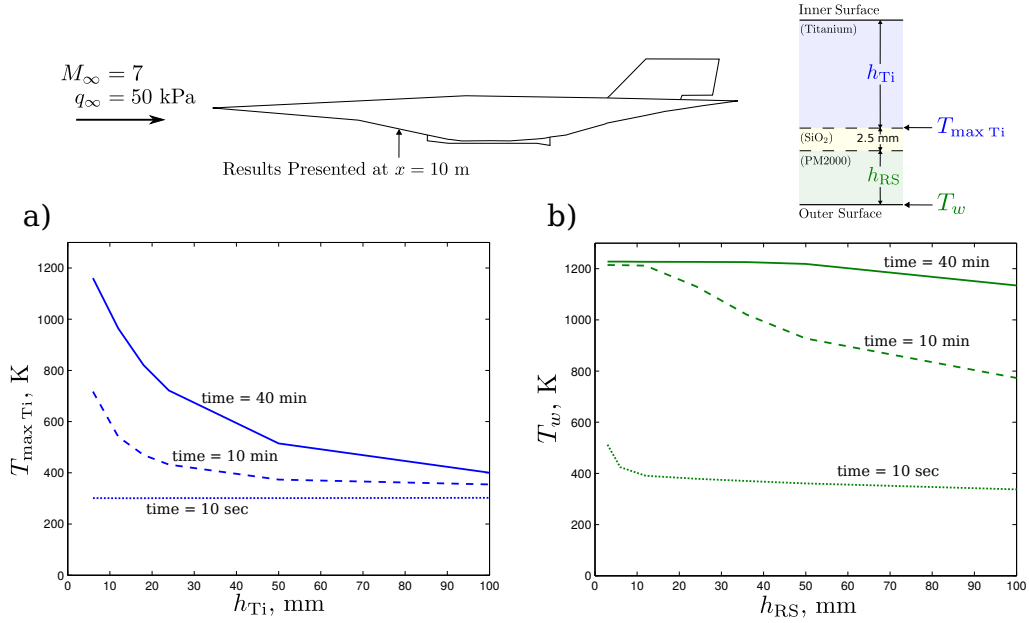 M∞ = 7
q∞ = 50 kPa
Results Presented at x = 10 m
Inner Surface
(Titanium)
hTi
Tmax Ti
(SiO₂) 2.5 mm
(PM2000)
hRS
Tw
Outer Surface
a)
Tmax Ti, K
1200
1000
800
600
400
200
0
time = 40 min
time = 10 min
time = 10 sec
0 10 20 30 40 50 60 70 80 90 100
hTi, mm
b)
Tw, K
1200
1000
800
600
400
200
0
time = 40 min
time = 10 min
time = 10 sec
0 10 20 30 40 50 60 70 80 90 100
hRS, mm